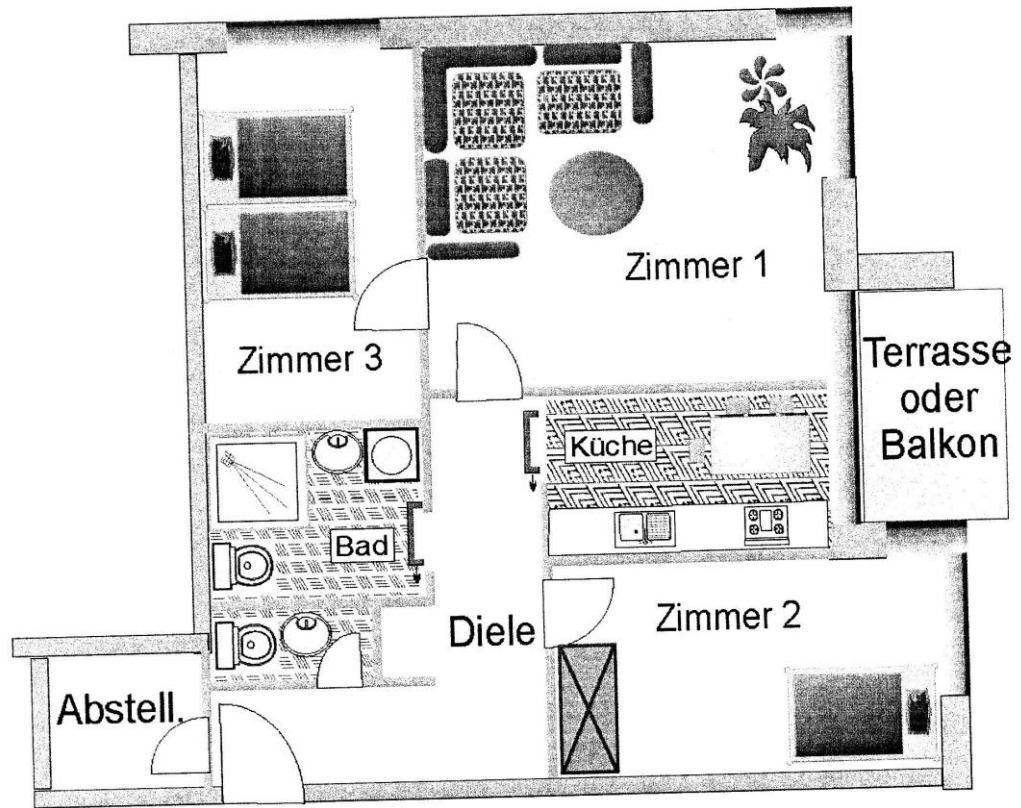 Zimmer 1
Zimmer 3
Terrasse
oder
Balkon
Küche
Bad
Diele
Zimmer 2
Abstell.